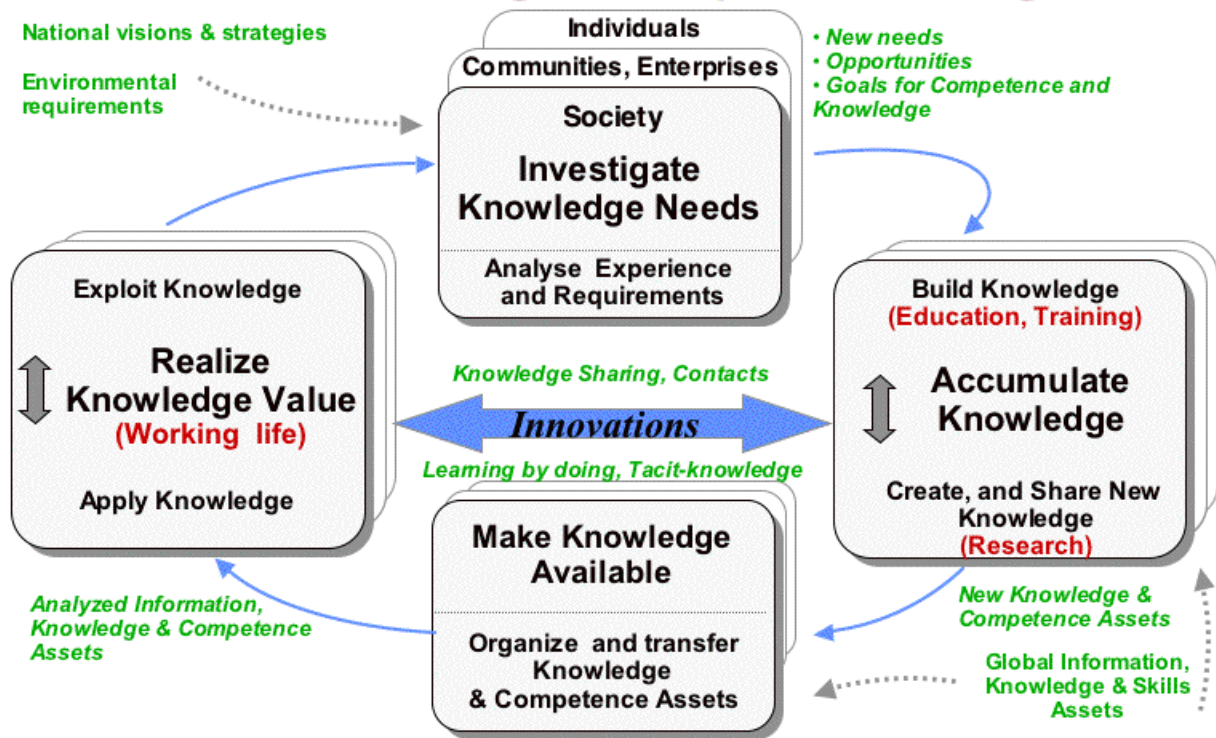 National visions & strategies
Environmental
requirements
Individuals
Communities, Enterprises
Society
Investigate
Knowledge Needs
Analyse Experience
and Requirements
• New needs
• Opportunities
• Goals for Competence and
Knowledge
Exploit Knowledge
Realize
Knowledge Value
(Working life)
Apply Knowledge
Knowledge Sharing, Contacts
Innovations
Learning by doing, Tacit-knowledge
Build Knowledge
(Education, Training)
Accumulate
Knowledge
Create, and Share New
Knowledge
(Research)
Make Knowledge
Available
Organize and transfer
Knowledge
& Competence Assets
Analyzed Information,
Knowledge & Competence
Assets
New Knowledge &
Competence Assets
Global Information,
Knowledge & Skills
Assets